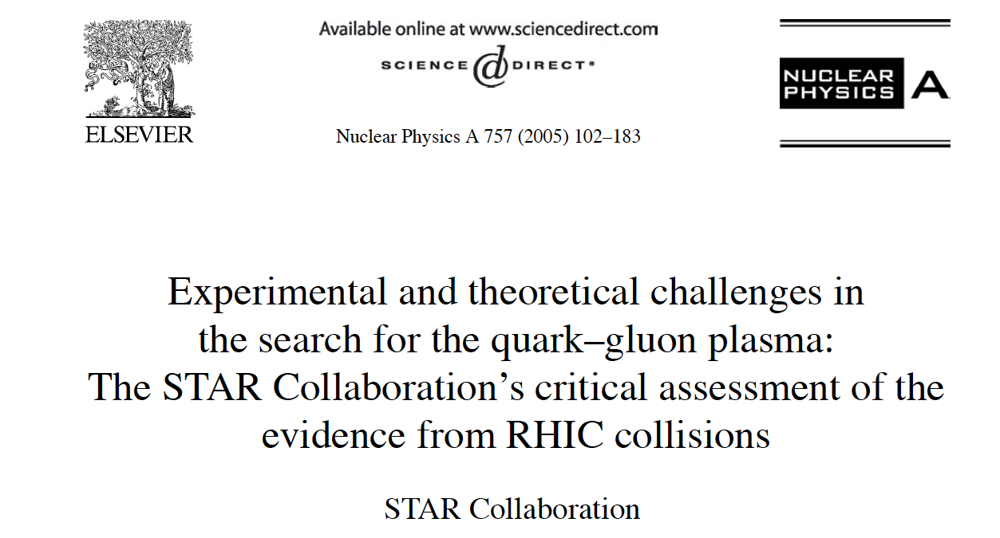 Available online at www.sciencedirect.com
SCIENCE d DIRECT®
ELSEVIER
NUCLEAR
PHYSICS A
Nuclear Physics A 757 (2005) 102–183
Experimental and theoretical challenges in
the search for the quark–gluon plasma:
The STAR Collaboration’s critical assessment of the
evidence from RHIC collisions
STAR Collaboration